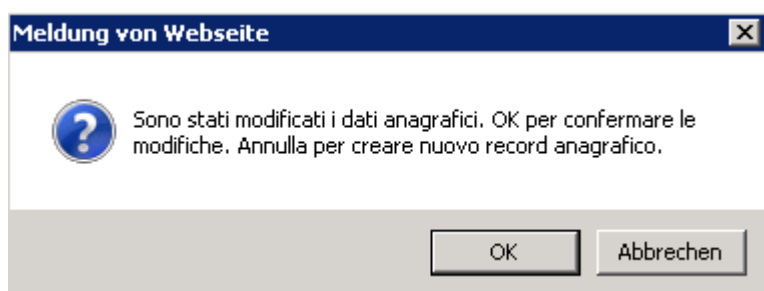 Meldung von Webseite
Sono stati modificati i dati anagrafici. OK per confermare le
modifiche. Annulla per creare nuovo record anagrafico.
OK
Abbrechen